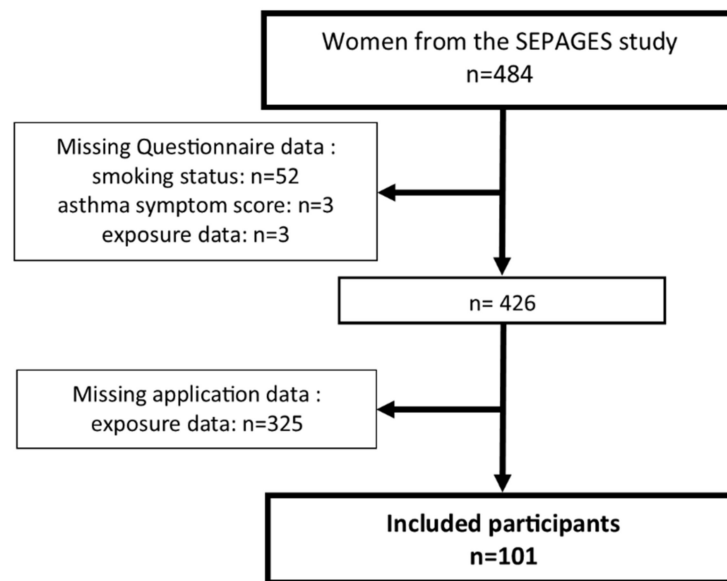 Women from the SEPAGES study
n=484
Missing Questionnaire data :
smoking status: n=52
asthma symptom score: n=3
exposure data: n=3
n= 426
Missing application data :
exposure data: n=325
Included participants
n=101